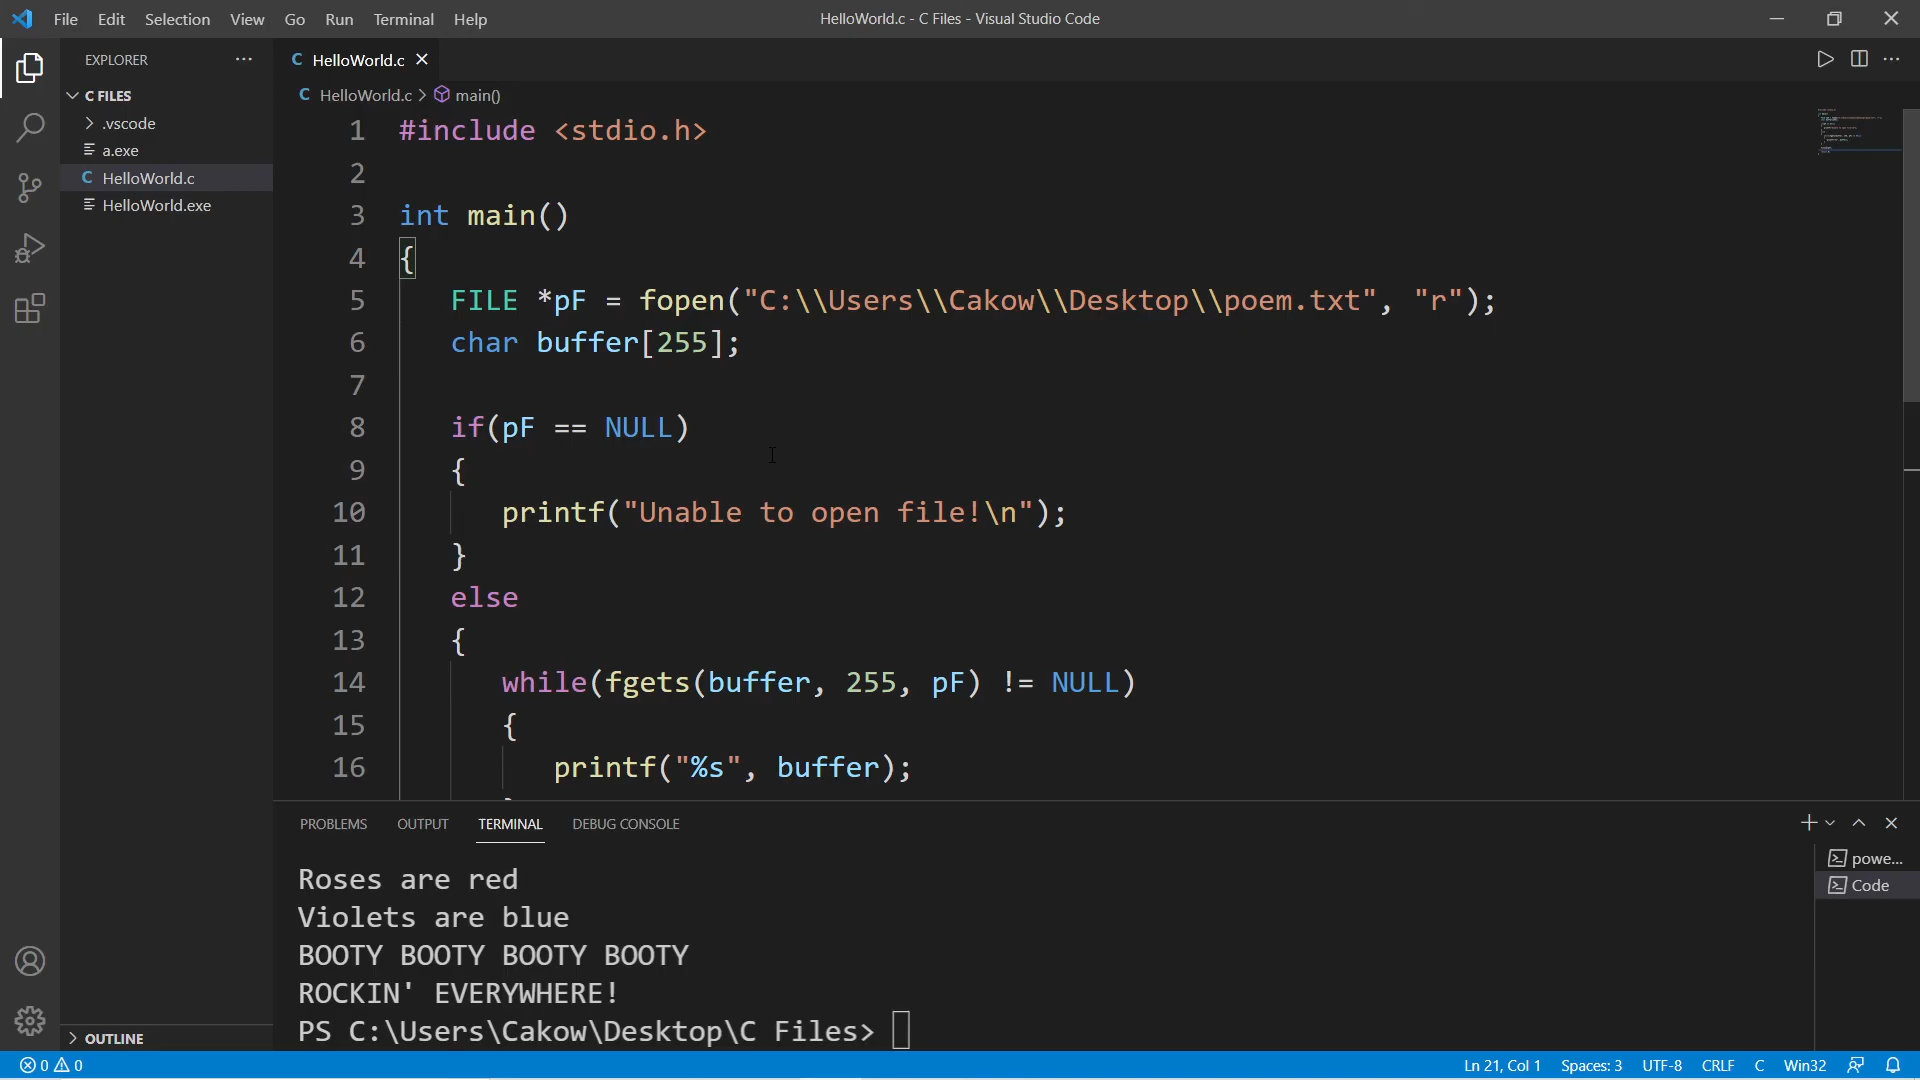 File Edit Selection View Go Run Terminal Help
HelloWorld.c - C Files - Visual Studio Code
EXPLORER
C FILES
.vscode
a.exe
C HelloWorld.c
HelloWorld.exe
OUTLINE
C HelloWorld.c
C HelloWorld.c > main()
1 #include <stdio.h>
2
3 int main()
4 {
5 FILE *pF = fopen("C:\\Users\\Cakow\\Desktop\\poem.txt", "r");
6 char buffer[255];
7
8 if(pF == NULL)
9 {
10 printf("Unable to open file!\n");
11 }
12 else
13 {
14 while(fgets(buffer, 255, pF) != NULL)
15 {
16 printf("%s", buffer);
PROBLEMS OUTPUT TERMINAL DEBUG CONSOLE
powe...
Code
Roses are red
Violets are blue
BOOTY BOOTY BOOTY BOOTY
ROCKIN' EVERYWHERE!
PS C:\Users\Cakow\Desktop\C Files>
0 0
Ln 21, Col 1 Spaces: 3 UTF-8 CRLF C Win32